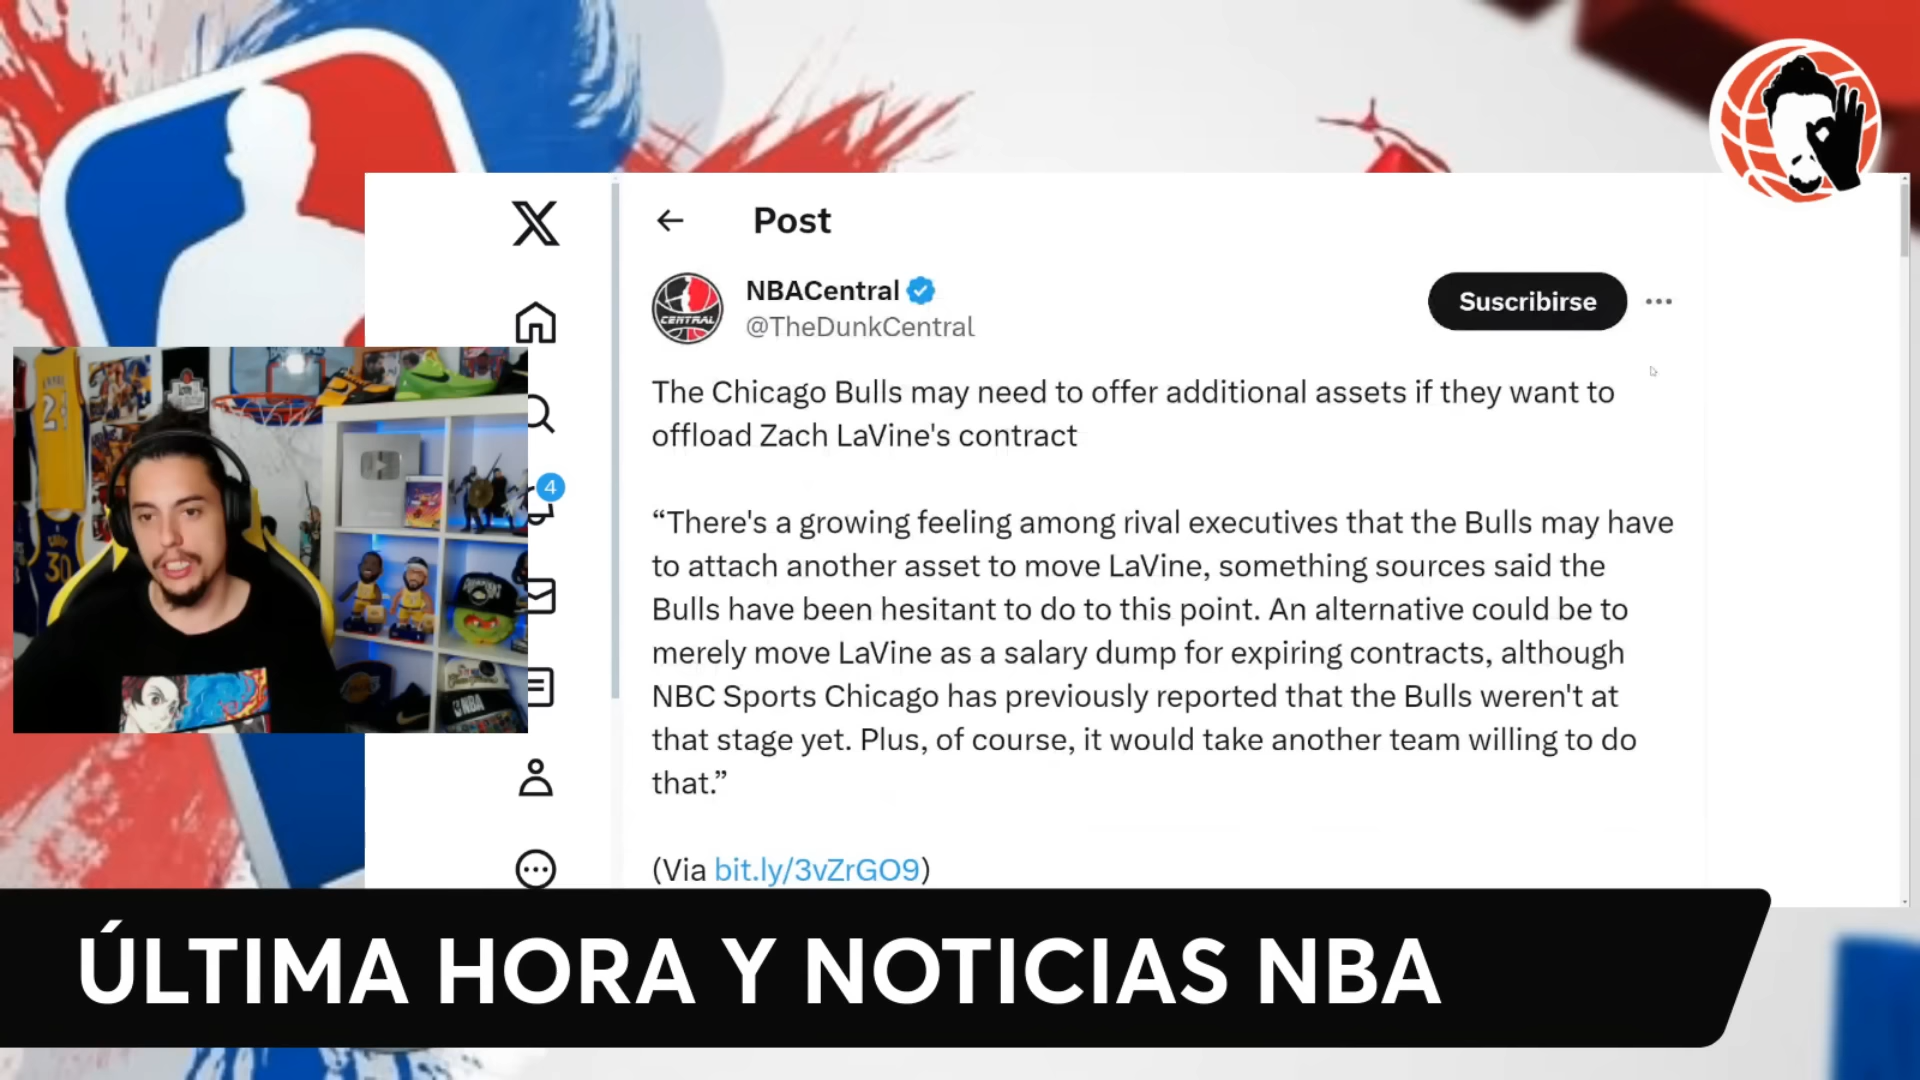 Post
NBACentral
@TheDunkCentral
Suscribirse
CENTRAL
The Chicago Bulls may need to offer additional assets if they want to
offload Zach LaVine's contract
“There's a growing feeling among rival executives that the Bulls may have
to attach another asset to move LaVine, something sources said the
Bulls have been hesitant to do to this point. An alternative could be to
merely move LaVine as a salary dump for expiring contracts, although
NBC Sports Chicago has previously reported that the Bulls weren't at
that stage yet. Plus, of course, it would take another team willing to do
that.”
(Via bit.ly/3vZrGO9)
4
30
NBA
ÚLTIMA HORA Y NOTICIAS NBA